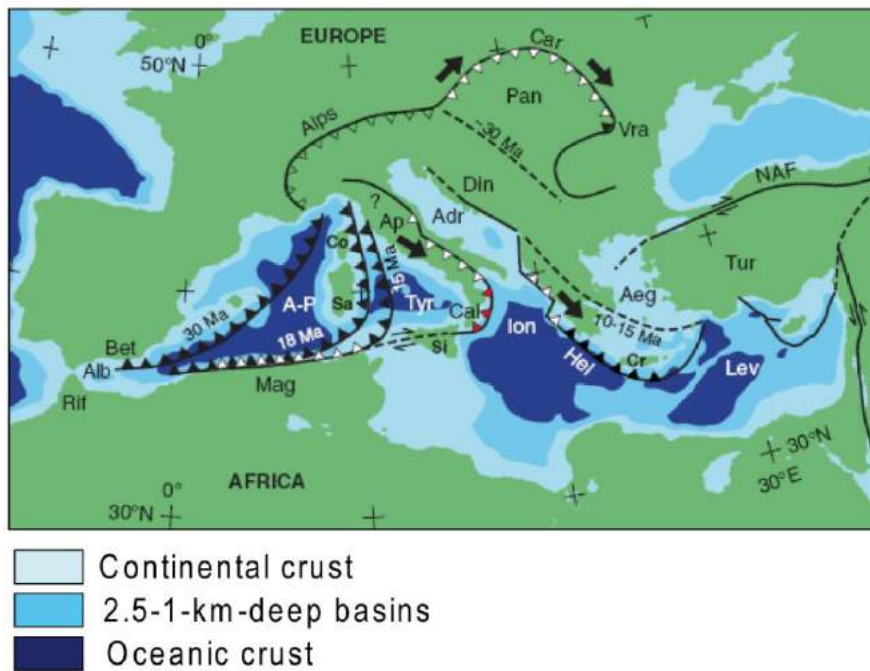 EUROPE
0°
50°N
Car
Pan
Alps
~30 Ma
Vra
Din
NAF
?
Ap
Adr
Co
15 Ma
Tur
A-P
Sa
Tyr
Aeg
30 Ma
Cal
Ion
10-15 Ma
18 Ma
Bet
Si
Hel
Cr
Lev
Alb
Mag
Rif
30°N
30°E
AFRICA
0°
30°N
Continental crust
2.5-1-km-deep basins
Oceanic crust